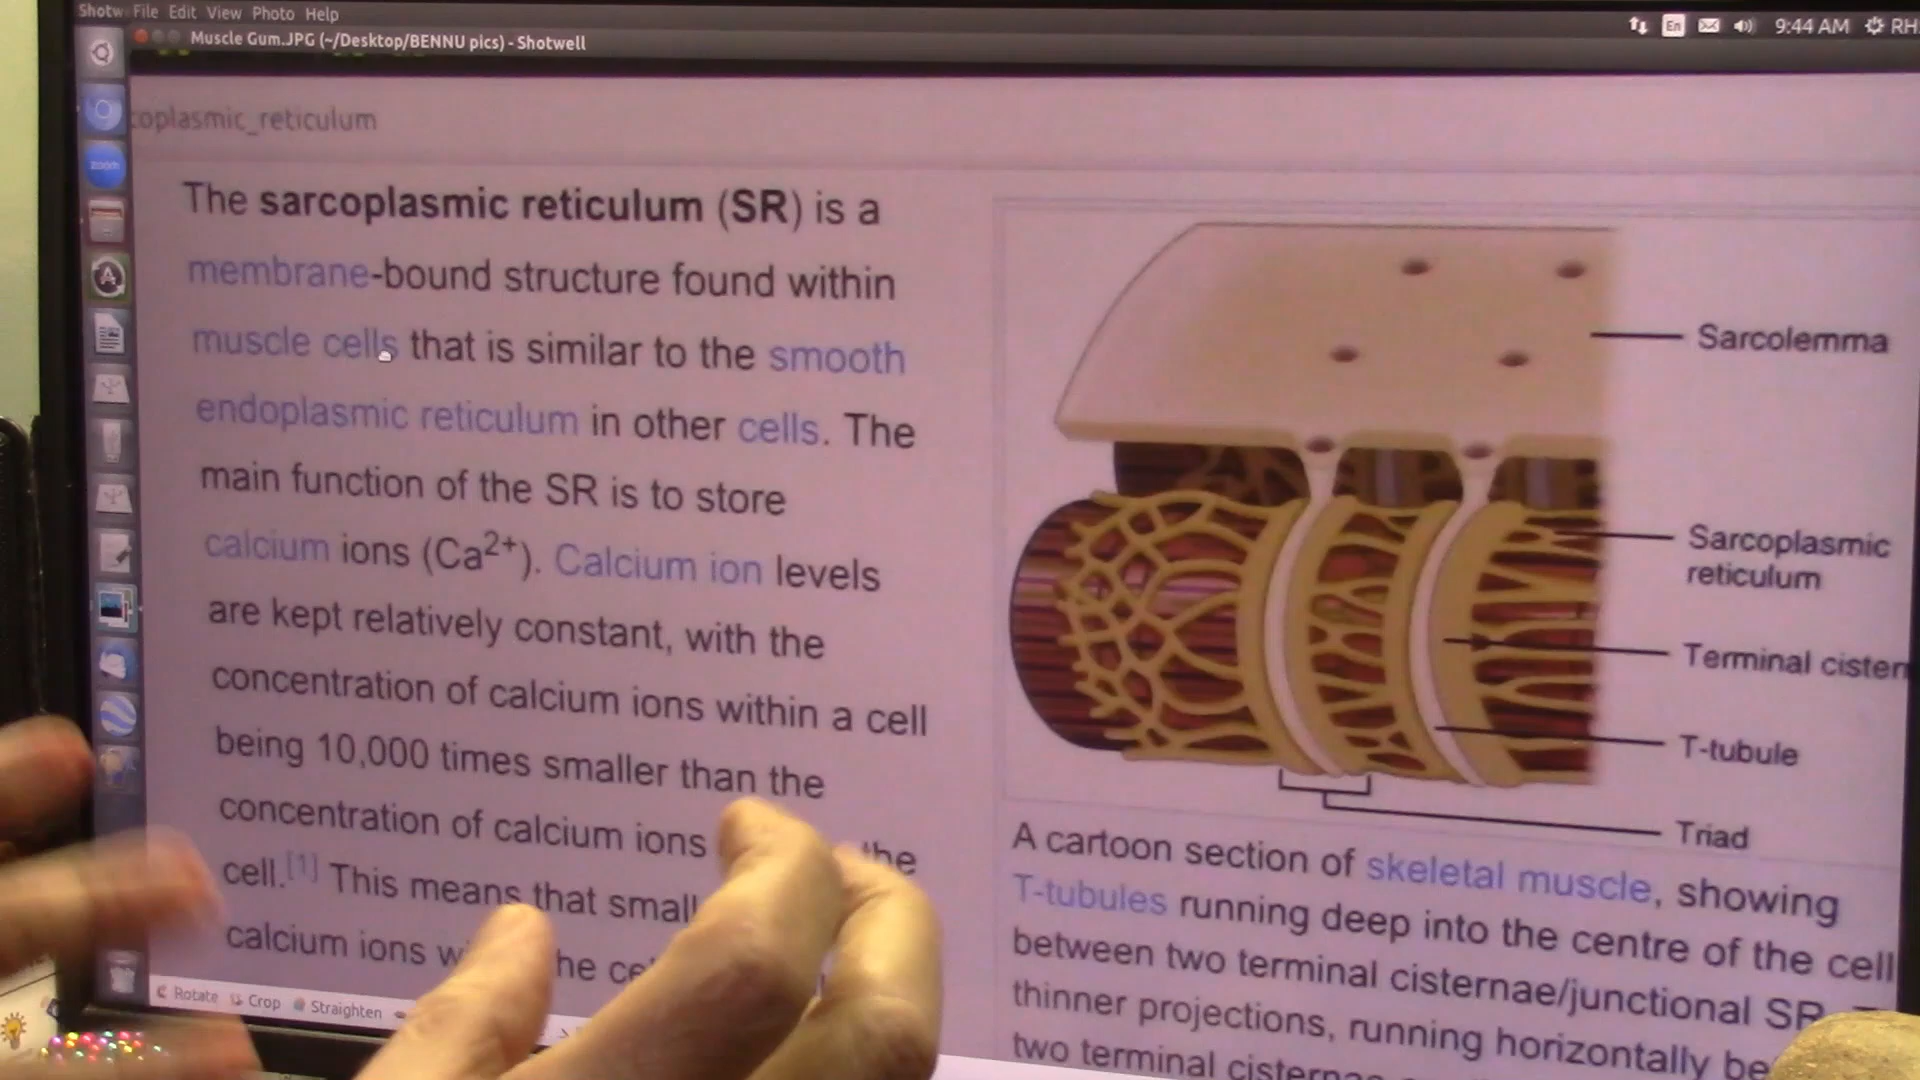 Shotw File Edit View Photo Help
Muscle Gum.JPG (~/Desktop/BENNU pics) - Shotwell
En 9:44 AM RH
coplasmic_reticulum
zoom
The sarcoplasmic reticulum (SR) is a
membrane-bound structure found within
muscle cells that is similar to the smooth
endoplasmic reticulum in other cells. The
main function of the SR is to store
calcium ions (Ca2+). Calcium ion levels
are kept relatively constant, with the
concentration of calcium ions within a cell
being 10,000 times smaller than the
concentration of calcium ions the
cell.[1] This means that small
calcium ions
Sarcolemma
Sarcoplasmic
reticulum
Terminal cistern
T-tubule
Triad
A cartoon section of skeletal muscle, showing
T-tubules running deep into the centre of the cell
between two terminal cisternae/junctional SR.
thinner projections, running horizontally be
two terminal cisternae
Rotate Crop Straighten